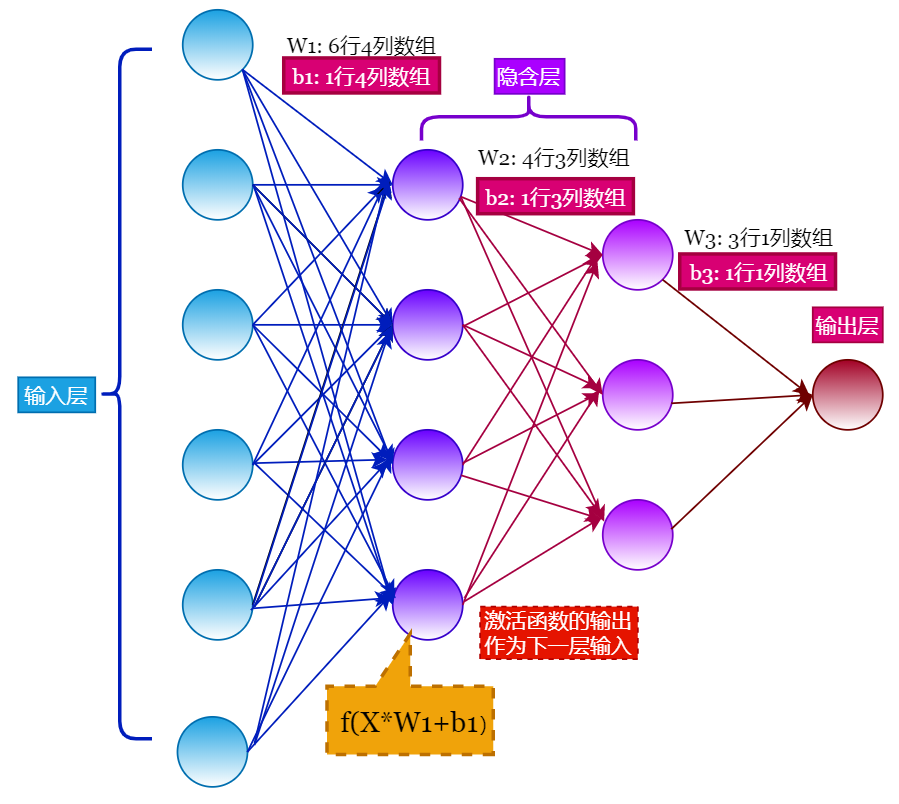 W1: 6行4列数组
b1: 1行4列数组
隐含层
W2: 4行3列数组
b2: 1行3列数组
W3: 3行1列数组
b3: 1行1列数组
输出层
输入层
激活函数的输出
作为下一层输入
f(X*W1+b1)